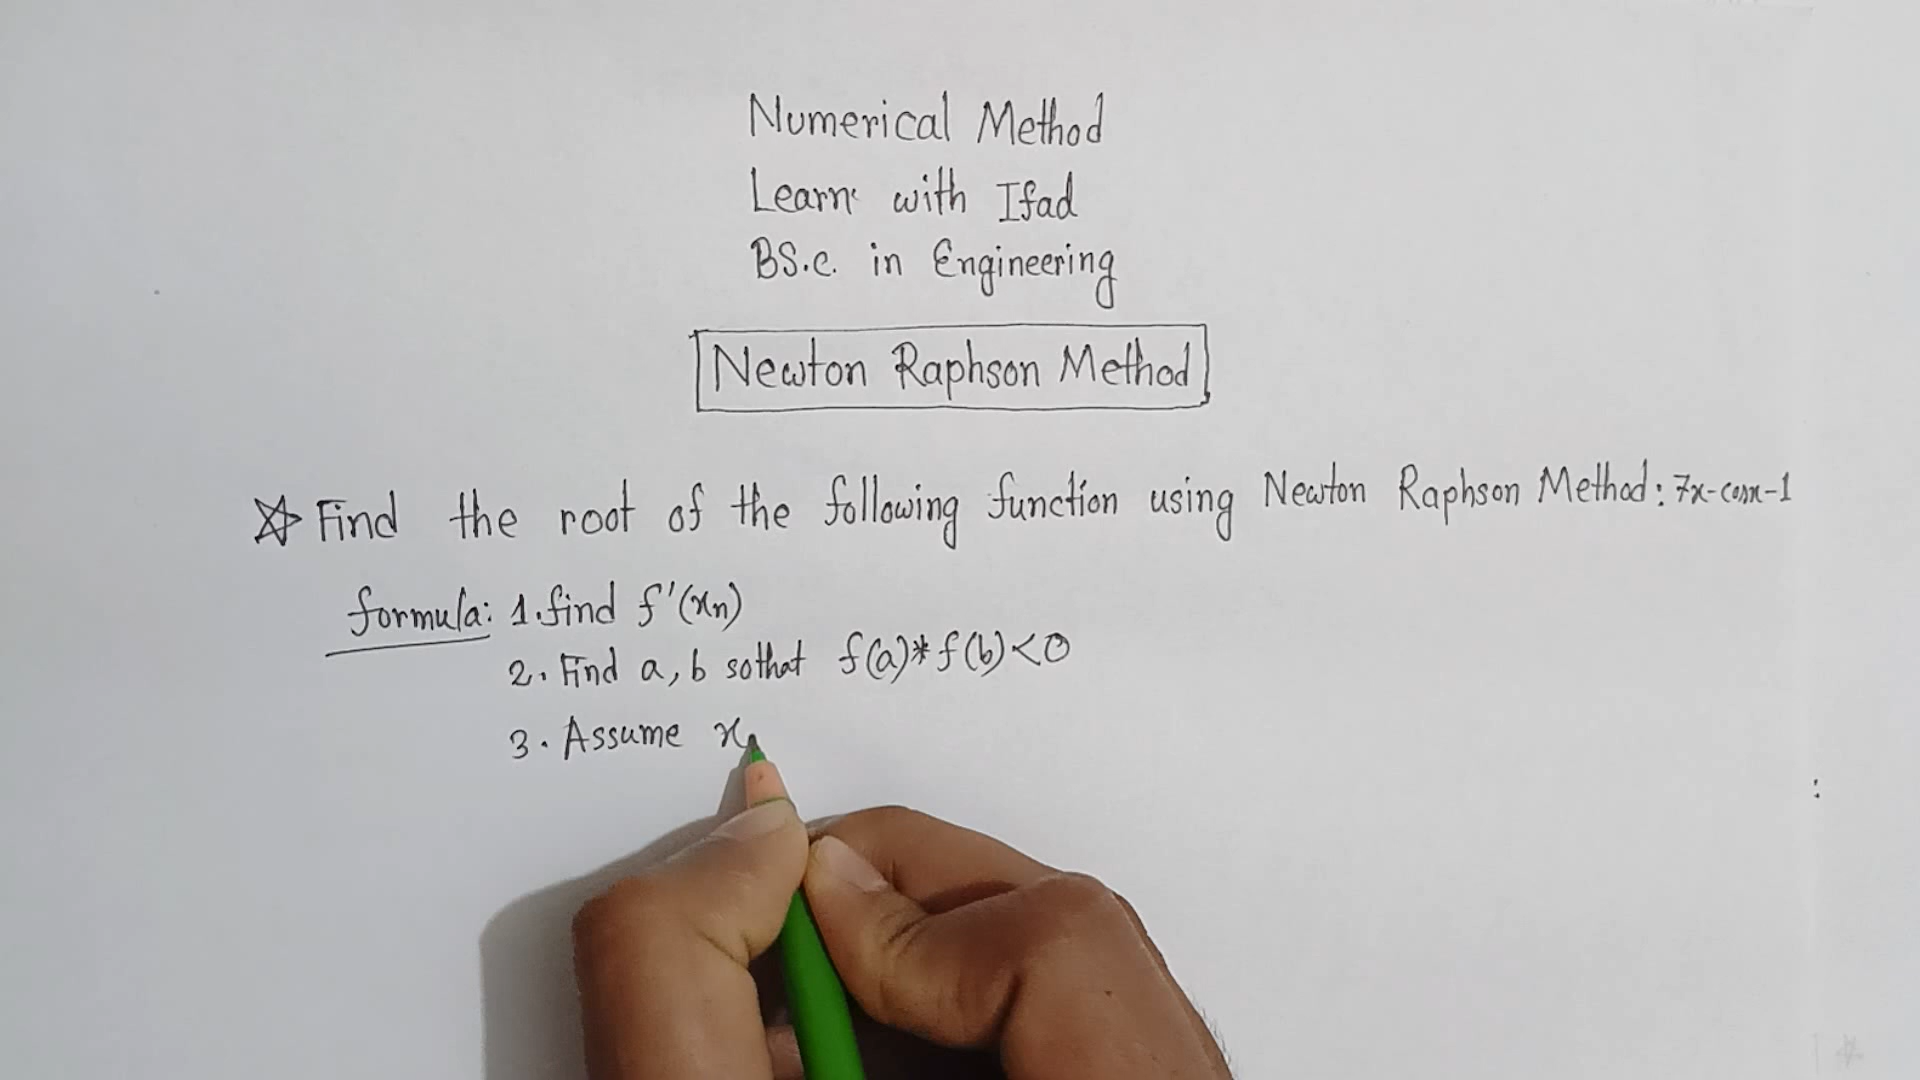 Numerical Method
Learn with Ifad
BS.c. in Engineering
Newton Raphson Method
Find the root of the following function using Newton Raphson Method: 7x-cosx-1
formula: 1. find f'(xn)
2. Find a, b sothat f(a)*f(b)<0
3. Assume x